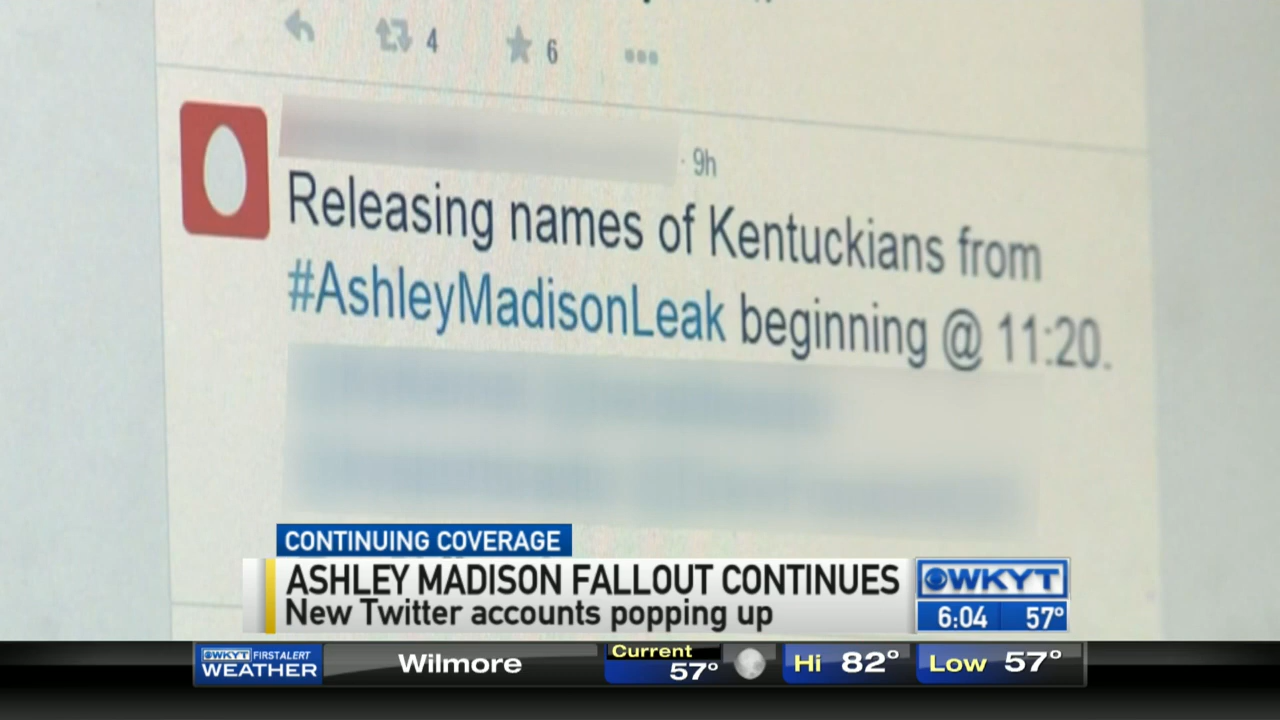 4 6
· 9h
Releasing names of Kentuckians from
#AshleyMadisonLeak beginning @ 11:20.
CONTINUING COVERAGE
ASHLEY MADISON FALLOUT CONTINUES
New Twitter accounts popping up
WKYT
6:04 57°
WKYT FIRSTALERT
WEATHER
Wilmore
Current
57°
Hi 82°
Low 57°